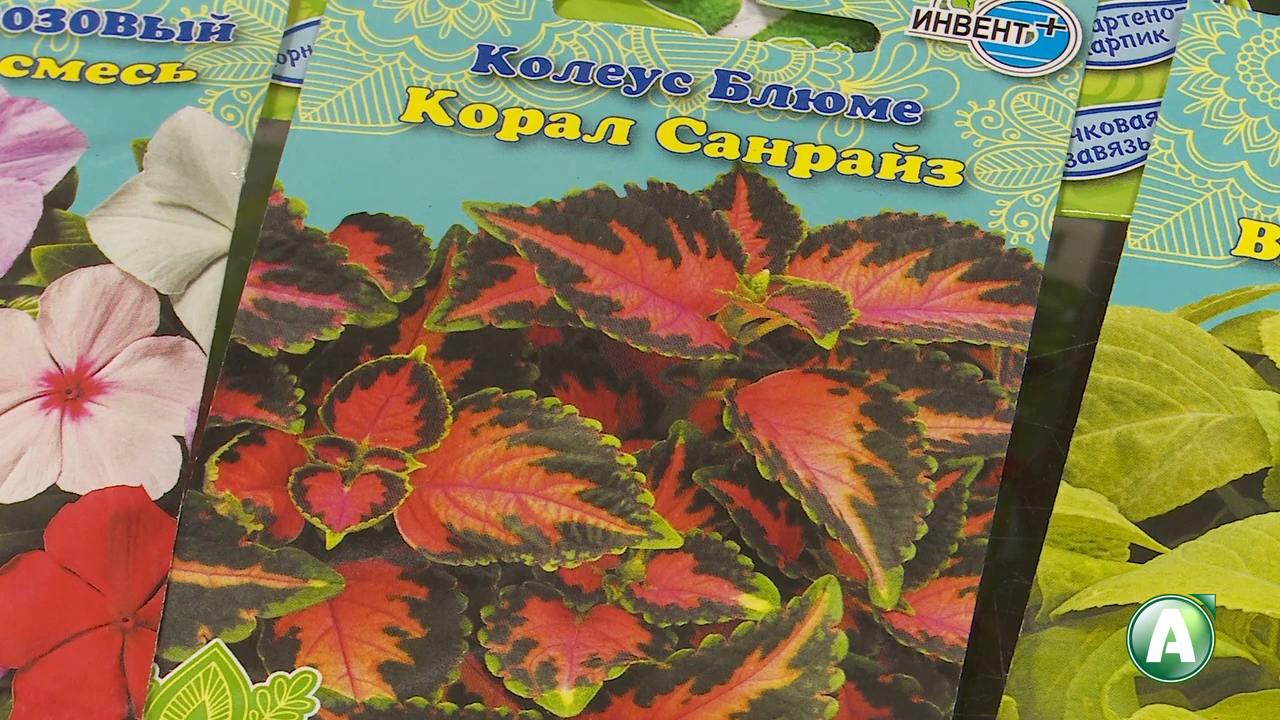 озовый
смесь
Колеус Блюме
Корал Санрайз
ИНВЕНТ+
артено-
арпик
чковая
завязь
В
А